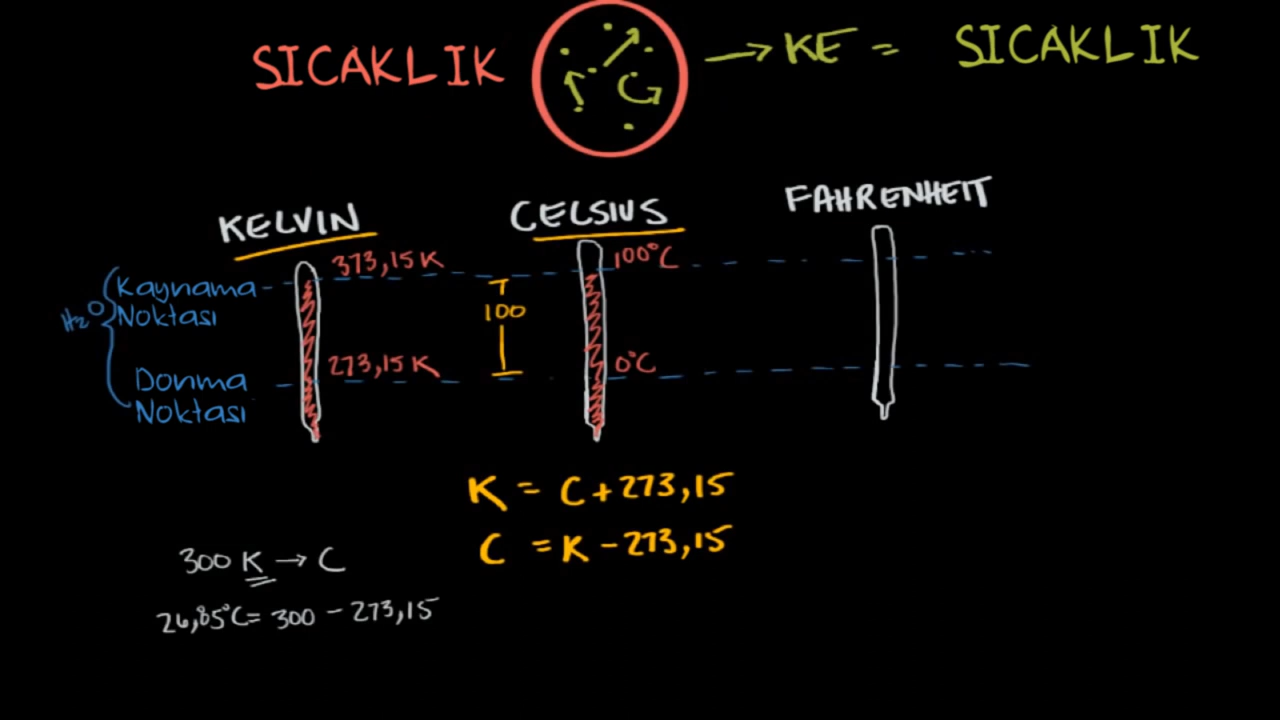 SICAKLIK → KE = SICAKLIK
KELVIN CELSIUS FAHRENHEIT
373,15 K 100°C
H₂O Kaynama Noktası
100
273,15 K 0°C
Donma Noktası
K = C + 273,15
C = K - 273,15
300 K → C
26,85°C = 300 - 273,15